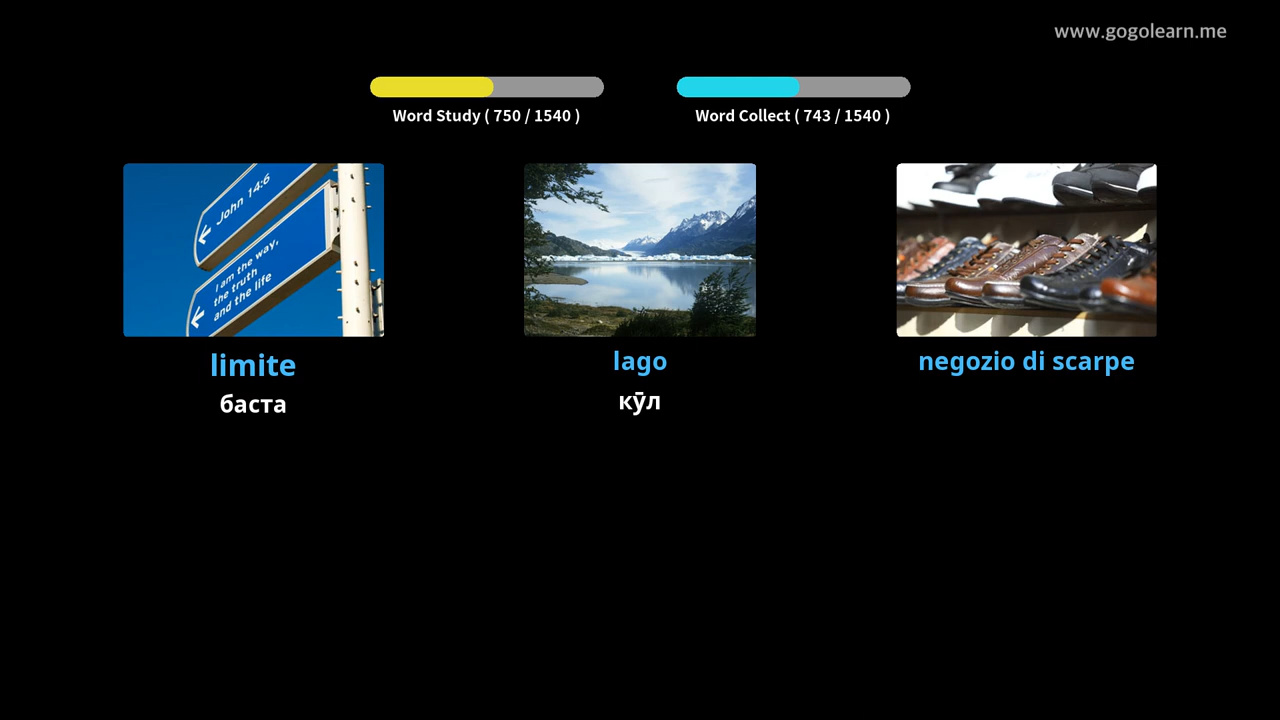 www.gogolearn.me
Word Study ( 750 / 1540 )
Word Collect ( 743 / 1540 )
John 14:6
I am the way,
the truth
and the life
limite
баста
lago
кӯл
negozio di scarpe